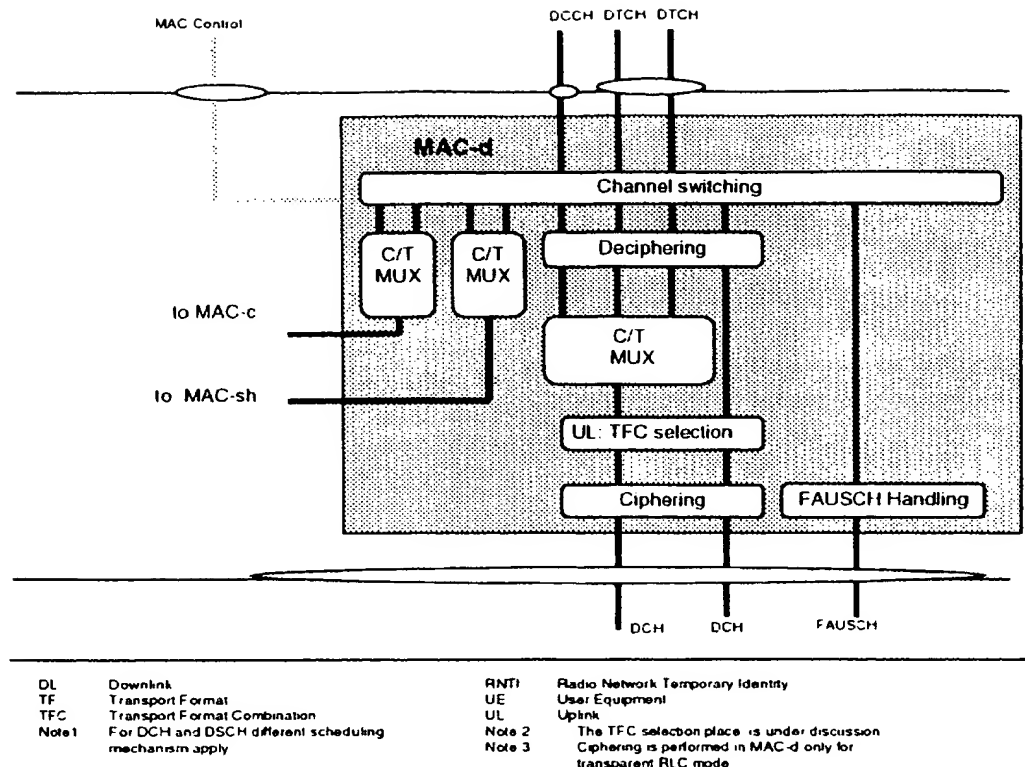 MAC Control
DCCH DTCH DTCH
MAC-d
Channel switching
C/T
MUX
C/T
MUX
Deciphering
to MAC-c
C/T
MUX
to MAC-sh
UL: TFC selection
Ciphering
FAUSCH Handling
DCH
DCH
FAUSCH
DL Downlink
TF Transport Format
TFC Transport Format Combination
Note1 For DCH and DSCH different scheduling
mechanism apply
RNTI Radio Network Temporary Identity
UE User Equipment
UL Uplink
Note 2 The TFC selection place is under discussion
Note 3 Ciphering is performed in MAC-d only for
transparent RLC mode